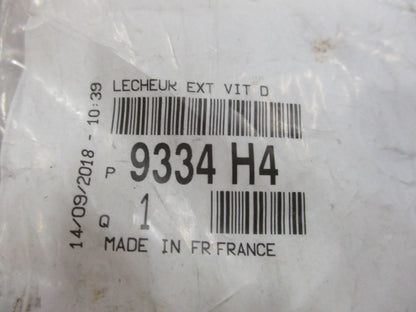 LECHEUR EXT VIT D
P 9334 H4
Q 1
MADE IN FR FRANCE
14/09/2018 - 10:39